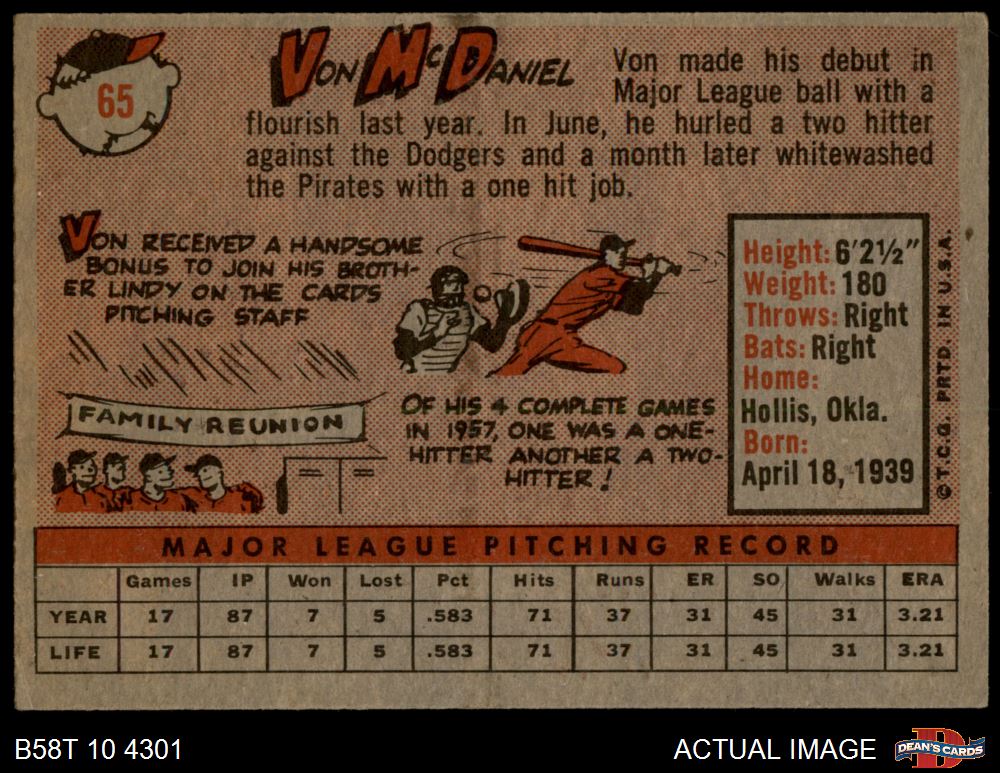 65
VON MCDANIEL
Von made his debut in
Major League ball with a
flourish last year. In June, he hurled a two hitter
against the Dodgers and a month later whitewashed
the Pirates with a one hit job.
VON RECEIVED A HANDSOME
BONUS TO JOIN HIS BROTH-
ER LINDY ON THE CARDS
PITCHING STAFF
FAMILY REUNION
OF HIS 4 COMPLETE GAMES
IN 1957, ONE WAS A ONE-
HITTER ANOTHER A TWO-
HITTER!
Height: 6'2½"
Weight: 180
Throws: Right
Bats: Right
Home:
Hollis, Okla.
Born:
April 18, 1939
© T.C.G. PRTD. IN U.S.A.
MAJOR LEAGUE PITCHING RECORD
Games IP Won Lost Pct Hits Runs ER SO Walks ERA
YEAR 17 87 7 5 .583 71 37 31 45 31 3.21
LIFE 17 87 7 5 .583 71 37 31 45 31 3.21
B58T 10 4301
ACTUAL IMAGE
D
DEAN'S CARDS